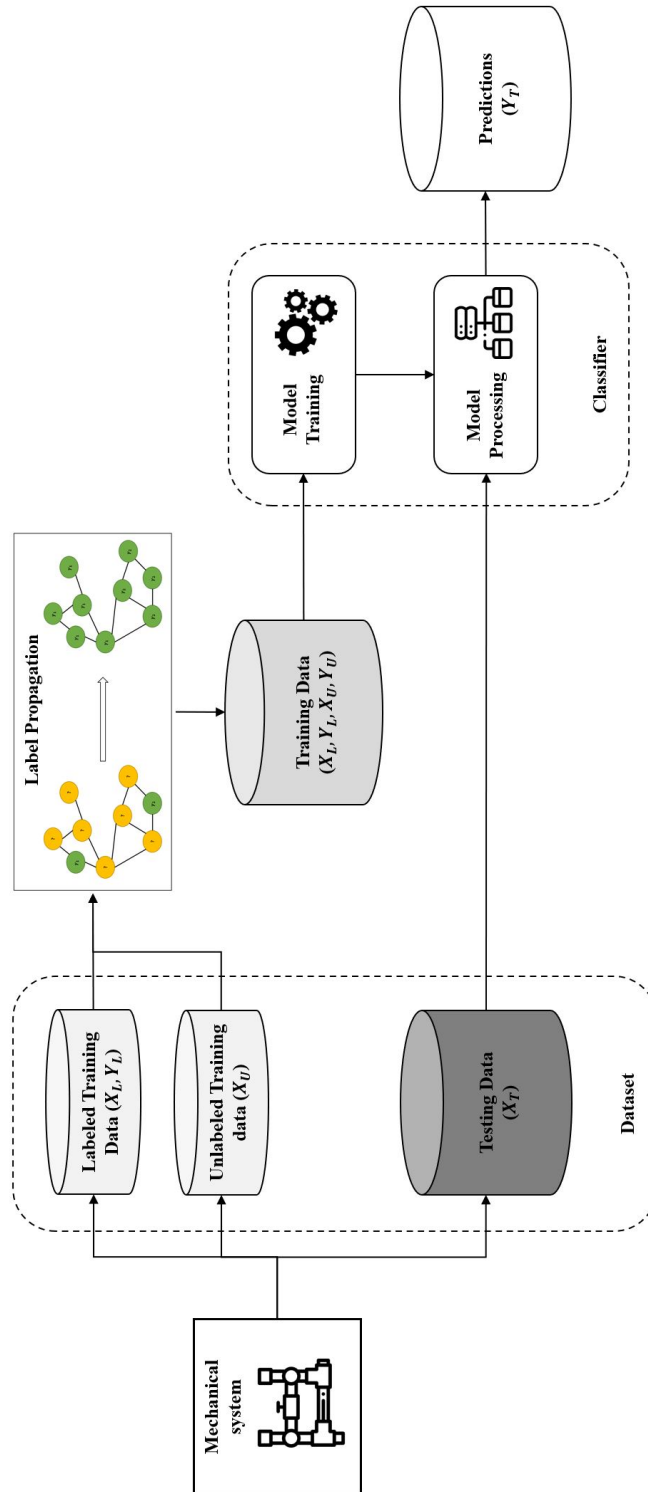 Mechanical
system
Labeled Training
Data (X_L, Y_L)
Unlabeled Training
data (X_U)
Testing Data
(X_T)
Dataset
Label Propagation
Training Data
(X_L, Y_L, X_U, Y_U)
Model
Training
Model
Processing
Classifier
Predictions
(Y_T)